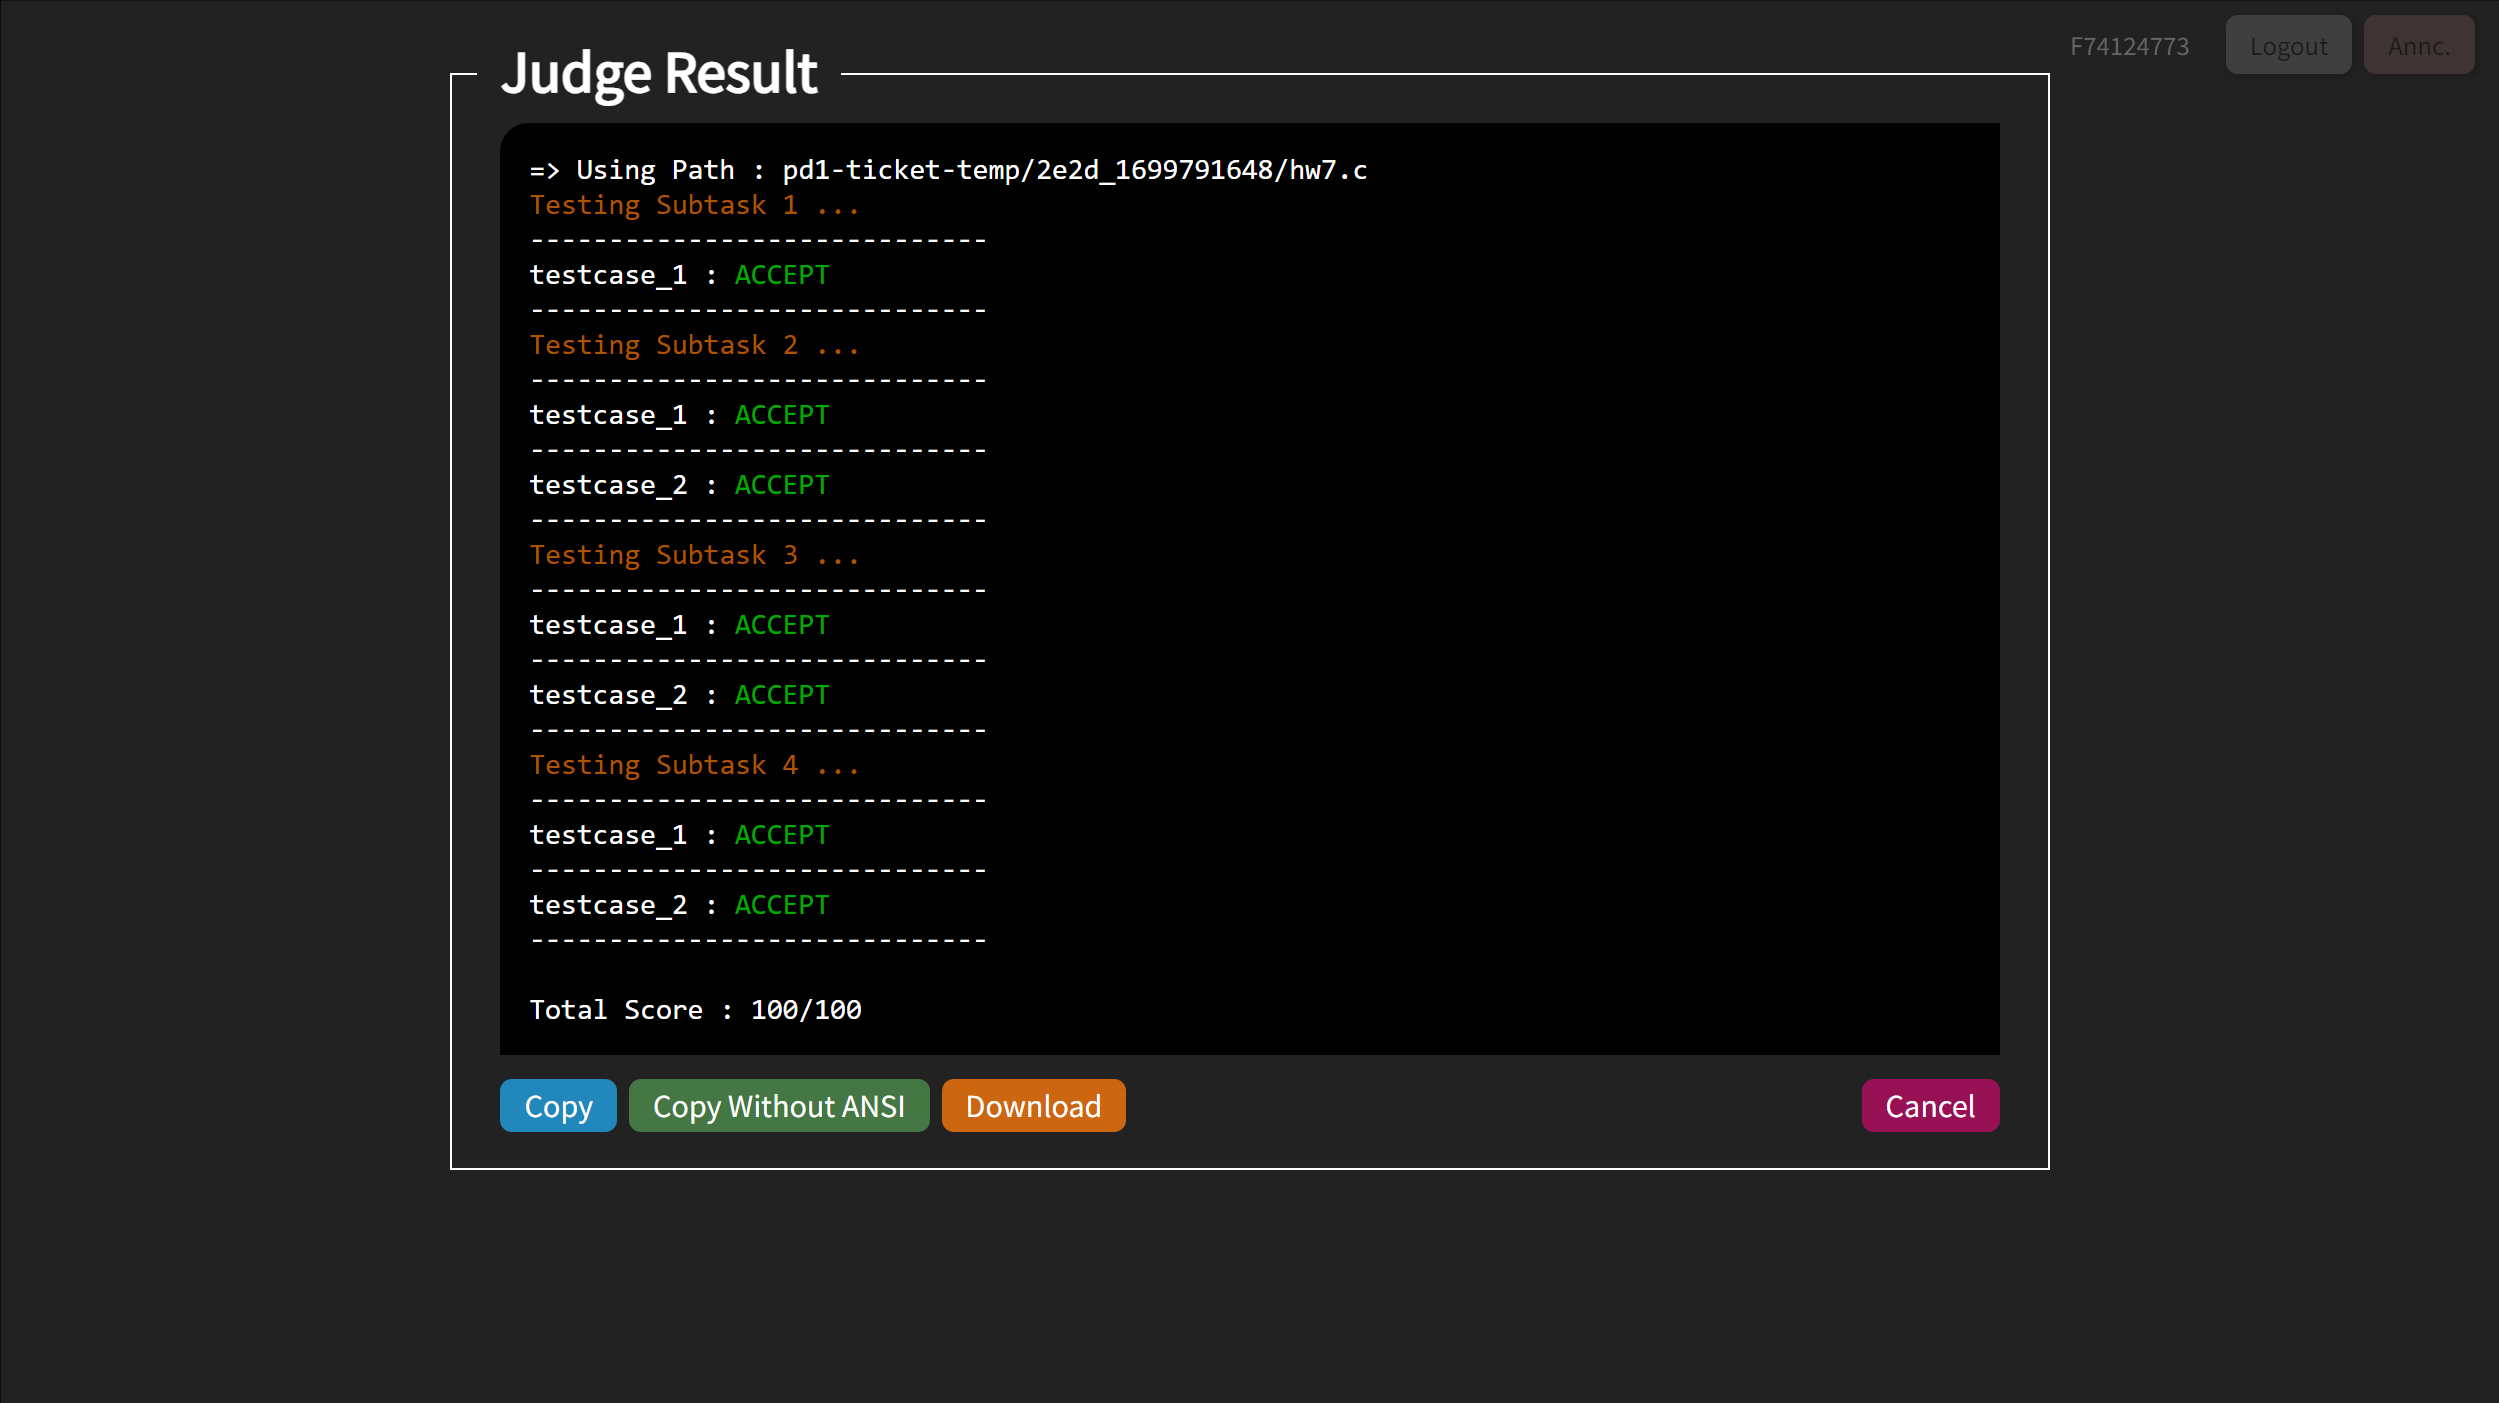 F74124773 Logout Annc.
Judge Result
=> Using Path : pd1-ticket-temp/2e2d_1699791648/hw7.c
Testing Subtask 1 ...
-----------------------------
testcase_1 : ACCEPT
-----------------------------
Testing Subtask 2 ...
-----------------------------
testcase_1 : ACCEPT
-----------------------------
testcase_2 : ACCEPT
-----------------------------
Testing Subtask 3 ...
-----------------------------
testcase_1 : ACCEPT
-----------------------------
testcase_2 : ACCEPT
-----------------------------
Testing Subtask 4 ...
-----------------------------
testcase_1 : ACCEPT
-----------------------------
testcase_2 : ACCEPT
-----------------------------
Total Score : 100/100
Copy Copy Without ANSI Download Cancel